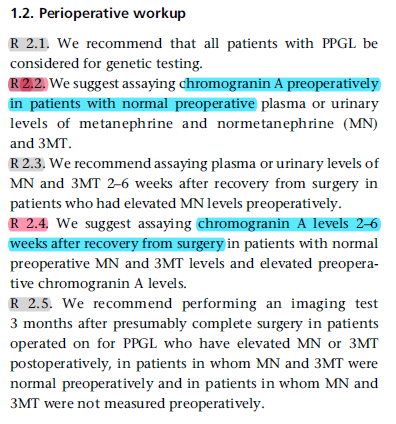 1.2. Perioperative workup
R 2.1. We recommend that all patients with PPGL be
considered for genetic testing.
R 2.2. We suggest assaying chromogranin A preoperatively
in patients with normal preoperative plasma or urinary
levels of metanephrine and normetanephrine (MN)
and 3MT.
R 2.3. We recommend assaying plasma or urinary levels of
MN and 3MT 2–6 weeks after recovery from surgery in
patients who had elevated MN levels preoperatively.
R 2.4. We suggest assaying chromogranin A levels 2–6
weeks after recovery from surgery in patients with normal
preoperative MN and 3MT levels and elevated preopera-
tive chromogranin A levels.
R 2.5. We recommend performing an imaging test
3 months after presumably complete surgery in patients
operated on for PPGL who have elevated MN or 3MT
postoperatively, in patients in whom MN and 3MT were
normal preoperatively and in patients in whom MN and
3MT were not measured preoperatively.